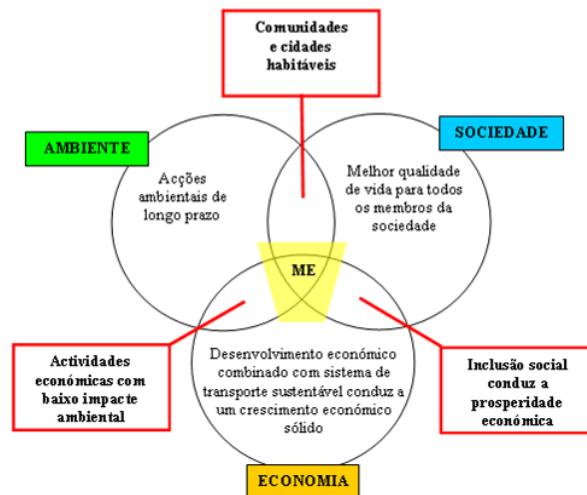 Comunidades
e cidades
habitáveis
AMBIENTE
SOCIEDADE
Acções
ambientais de
longo prazo
Melhor qualidade
de vida para todos
os membros da
sociedade
ME
Actividades
económicas com
baixo impacte
ambiental
Desenvolvimento económico
combinado com sistema de
transporte sustentável conduz a
um crescimento económico
sólido
Inclusão social
conduz a
prosperidade
económica
ECONOMIA